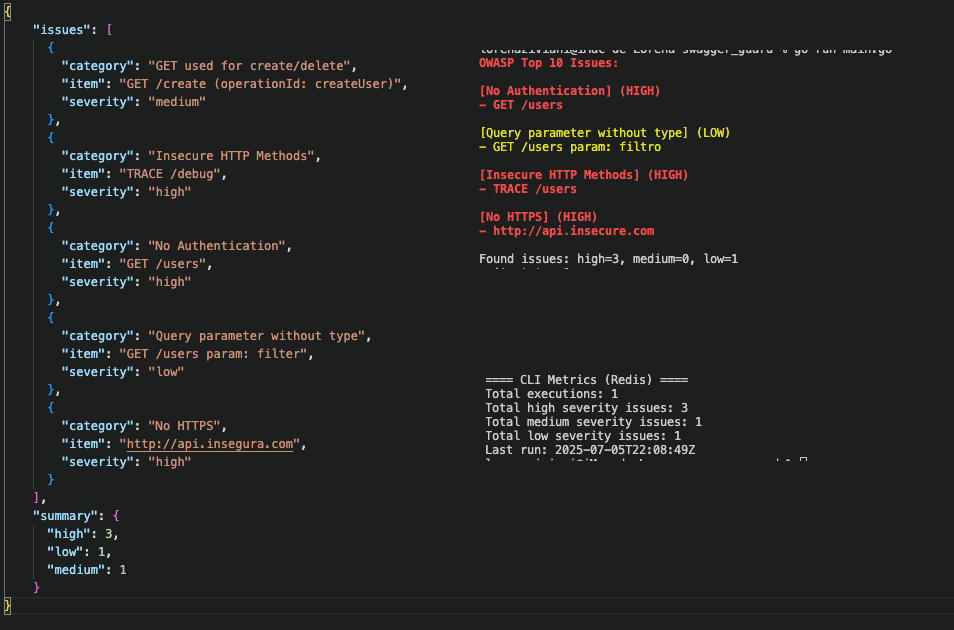 {
"issues": [
{
"category": "GET used for create/delete",
"item": "GET /create (operationId: createUser)",
"severity": "medium"
},
{
"category": "Insecure HTTP Methods",
"item": "TRACE /debug",
"severity": "high"
},
{
"category": "No Authentication",
"item": "GET /users",
"severity": "high"
},
{
"category": "Query parameter without type",
"item": "GET /users param: filter",
"severity": "low"
},
{
"category": "No HTTPS",
"item": "http://api.insegura.com",
"severity": "high"
}
],
"summary": {
"high": 3,
"low": 1,
"medium": 1
}
}
swagger_guard % go run main.go
OWASP Top 10 Issues:
[No Authentication] (HIGH)
- GET /users
[Query parameter without type] (LOW)
- GET /users param: filtro
[Insecure HTTP Methods] (HIGH)
- TRACE /users
[No HTTPS] (HIGH)
- http://api.insecure.com
Found issues: high=3, medium=0, low=1
==== CLI Metrics (Redis) ====
Total executions: 1
Total high severity issues: 3
Total medium severity issues: 1
Total low severity issues: 1
Last run: 2025-07-05T22:08:49Z